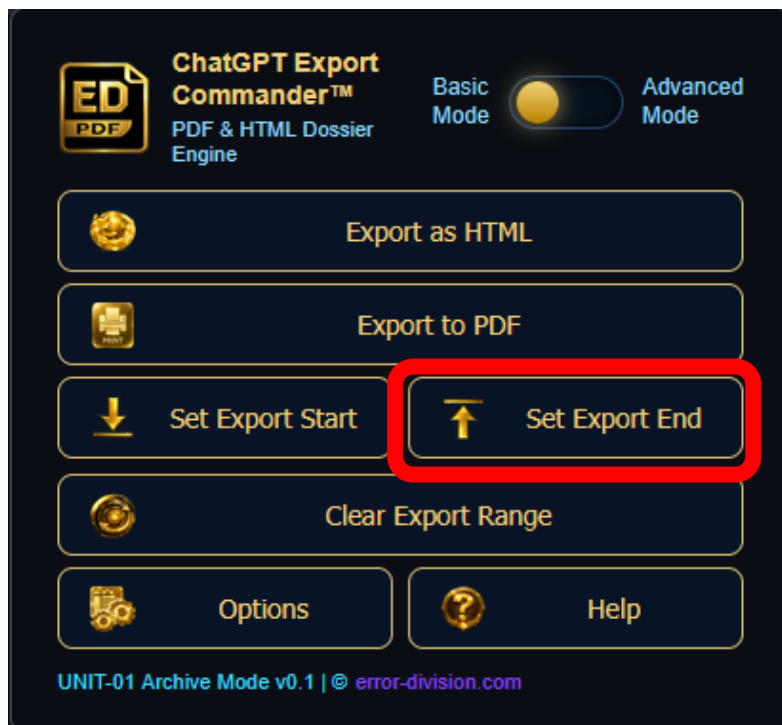 ED
PDF
ChatGPT Export
Commander™
PDF & HTML Dossier
Engine
Basic
Mode
Advanced
Mode
Export as HTML
PRINT
Export to PDF
Set Export Start
Set Export End
Clear Export Range
Options
Help
UNIT-01 Archive Mode v0.1 | © error-division.com